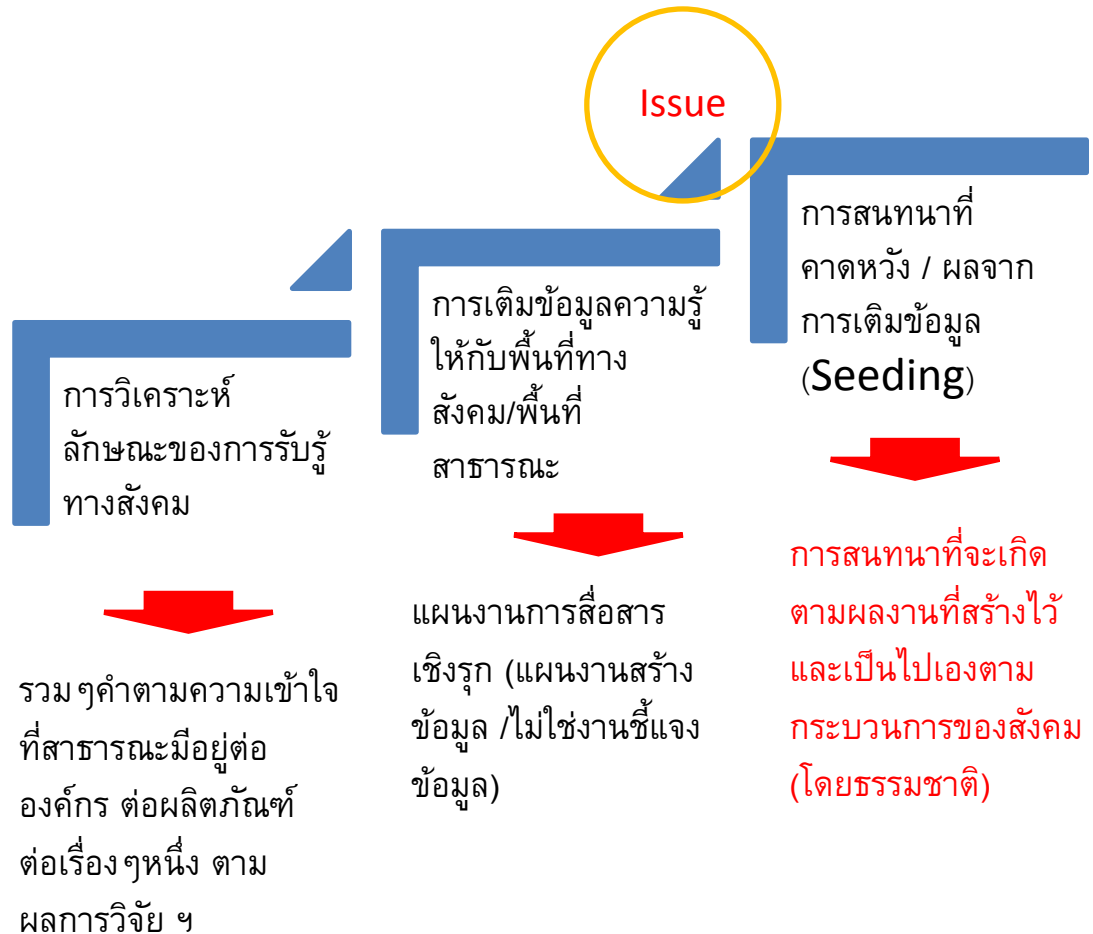 Issue
การวิเคราะห์
ลักษณะของการรับรู้
ทางสังคม
รวมๆคำตามความเข้าใจ
ที่สาธารณะมีอยู่ต่อ
องค์กร ต่อผลิตภัณฑ์
ต่อเรื่องๆหนึ่ง ตาม
ผลการวิจัย ฯ
การเติมข้อมูลความรู้
ให้กับพื้นที่ทาง
สังคม/พื้นที่
สาธารณะ
แผนงานการสื่อสาร
เชิงรุก (แผนงานสร้าง
ข้อมูล /ไม่ใช่งานชี้แจง
ข้อมูล)
การสนทนาที่
คาดหวัง / ผลจาก
การเติมข้อมูล
(Seeding)
การสนทนาที่จะเกิด
ตามผลงานที่สร้างไว้
และเป็นไปเองตาม
กระบวนการของสังคม
(โดยธรรมชาติ)